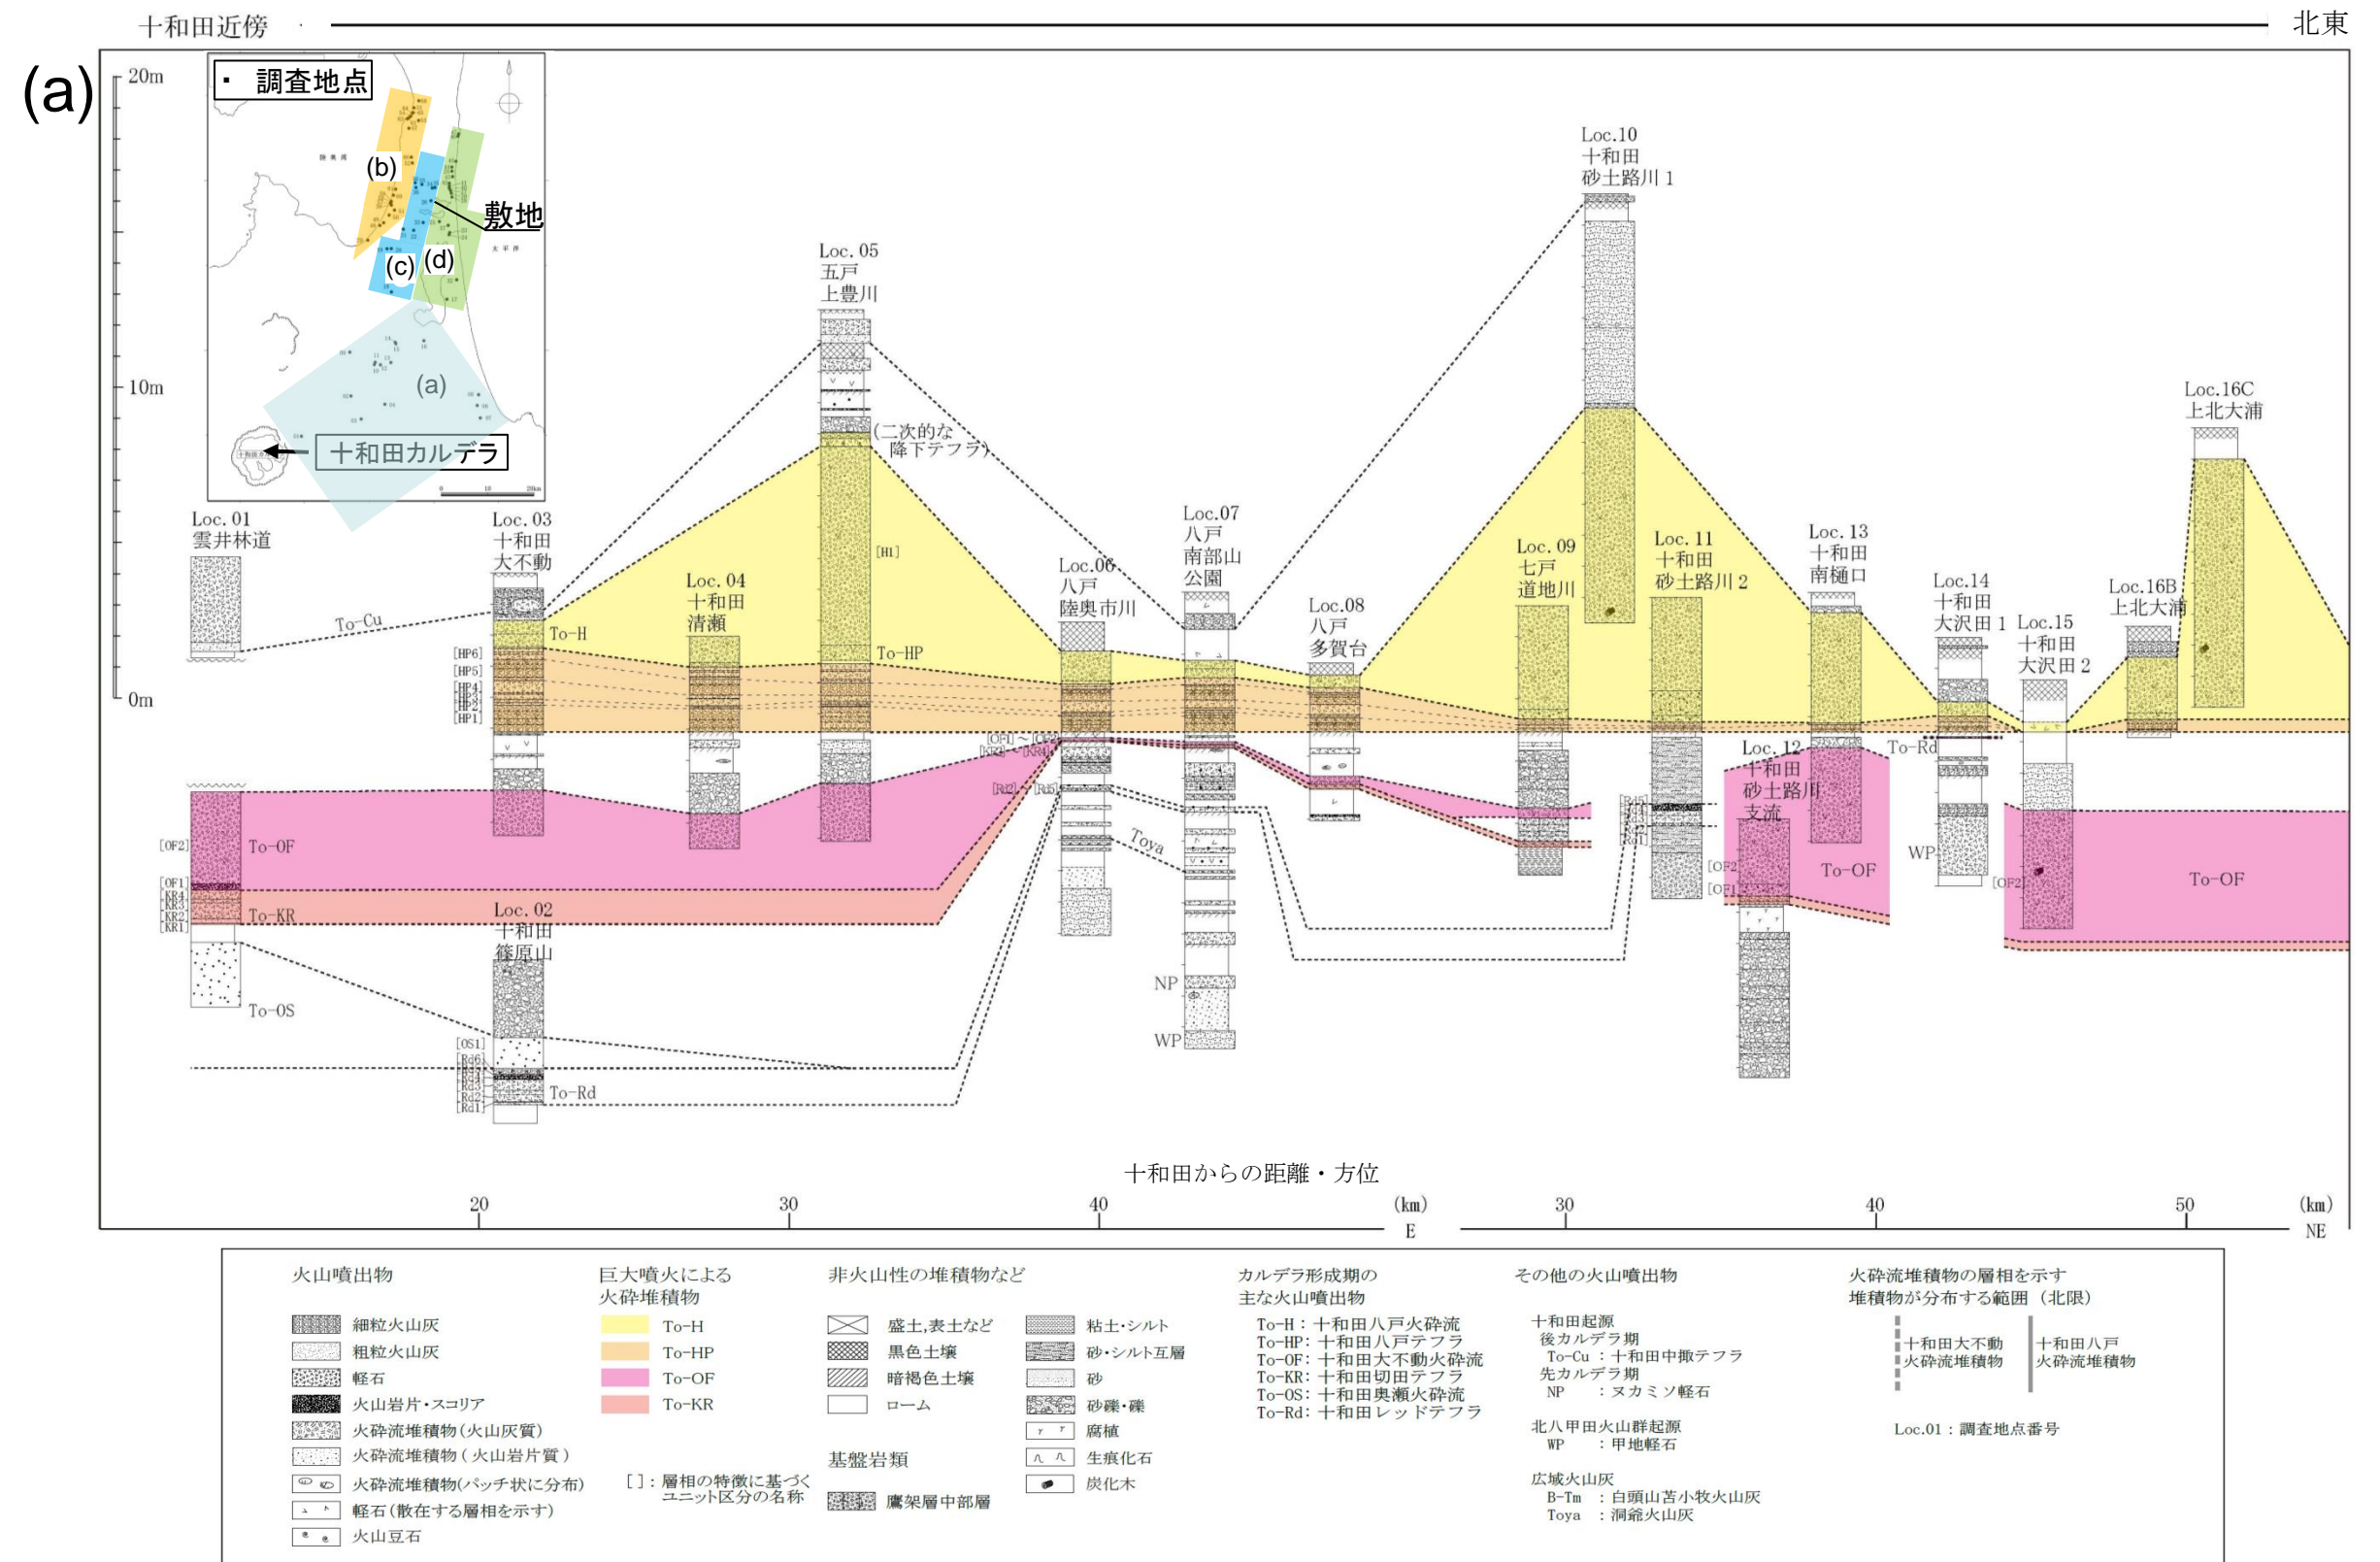 十和田近傍
北東
(a)
20m
10m
0m
・ 調査地点
(b)
(c)
(d)
(a)
敷地
陸奥湾
太平洋
十和田カルデラ
0 10 20km
Loc. 01
雲井林道
Loc. 03
十和田
大不動
Loc. 04
十和田
清瀬
Loc. 05
五戸
上豊川
Loc.06
八戸
陸奥市川
Loc.07
八戸
南部山
公園
Loc.08
八戸
多賀台
Loc. 09
七戸
道地川
Loc.10
十和田
砂土路川 1
Loc. 11
十和田
砂土路川 2
Loc. 12
十和田
砂土路川
支流
Loc. 13
十和田
南樋口
Loc.14
十和田
大沢田 1
Loc.15
十和田
大沢田 2
Loc.16B
上北大浦
Loc.16C
上北大浦
Loc. 02
十和田
篠原山
(二次的な
降下テフラ)
To-Cu
To-H
To-HP
[H1]
[HP6]
[HP5]
[HP4]
[HP3]
[HP2]
[HP1]
[OF1]～[OF2]
[KR3] [KR4]
[Rd2] [Rd5]
Toya
To-Rd
[OF2]
To-OF
[OF1]
[KR4]
[KR3]
[KR2]
[KR1]
To-KR
To-OS
[OS1]
[Rd6]
[Rd4]
[Rd3]
[Rd2]
[Rd1]
To-Rd
NP
WP
[Rd1]
[OF2]
[OF1]
To-OF
WP
[OF2]
To-OF
十和田からの距離・方位
20 30 40 (km) 30 40 50 (km)
E NE
火山噴出物
細粒火山灰
粗粒火山灰
軽石
火山岩片・スコリア
火砕流堆積物(火山灰質)
火砕流堆積物(火山岩片質)
火砕流堆積物(パッチ状に分布)
軽石(散在する層相を示す)
火山豆石
巨大噴火による
火砕堆積物
To-H
To-HP
To-OF
To-KR
[ ]：層相の特徴に基づく
ユニット区分の名称
非火山性の堆積物など
盛土,表土など
黒色土壌
暗褐色土壌
ローム
基盤岩類
鷹架層中部層
粘土・シルト
砂・シルト互層
砂
砂礫・礫
腐植
生痕化石
炭化木
カルデラ形成期の
主な火山噴出物
To-H：十和田八戸火砕流
To-HP：十和田八戸テフラ
To-OF：十和田大不動火砕流
To-KR：十和田切田テフラ
To-OS：十和田奥瀬火砕流
To-Rd：十和田レッドテフラ
その他の火山噴出物
十和田起源
後カルデラ期
To-Cu：十和田中掫テフラ
先カルデラ期
NP ：ヌカミソ軽石
北八甲田火山群起源
WP ：甲地軽石
広域火山灰
B-Tm ：白頭山苫小牧火山灰
Toya ：洞爺火山灰
火砕流堆積物の層相を示す
堆積物が分布する範囲（北限）
十和田大不動
火砕流堆積物
十和田八戸
火砕流堆積物
Loc.01：調査地点番号